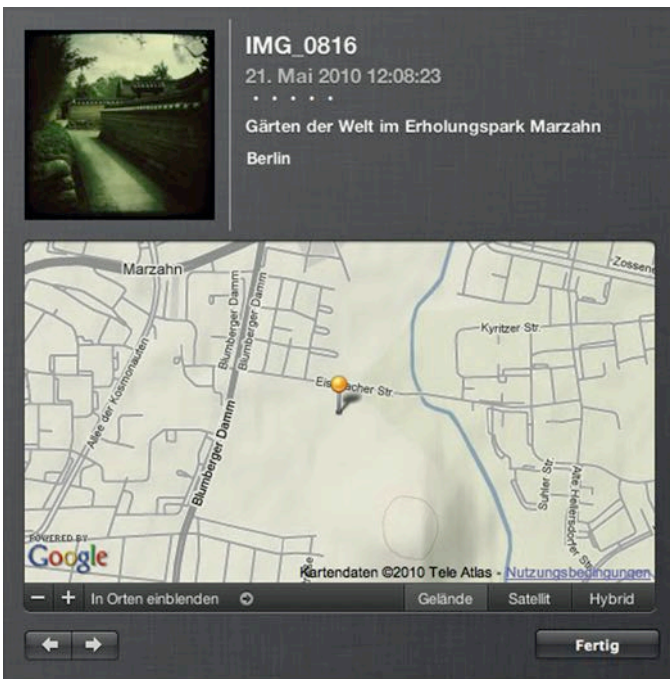 IMG_0816
21. Mai 2010 12:08:23
Gärten der Welt im Erholungspark Marzahn
Berlin
Marzahn
Blumberger Damm
Blumberger Damm
Zossene
Kyritzer Str.
Allee der Kosmonauten
Blumberger Damm
Suhler Str.
Alte Hellersdorfer Str.
POWERED BY
Google
Kartendaten ©2010 Tele Atlas - Nutzungsbedingungen
− + In Orten einblenden
Gelände Satellit Hybrid
Fertig